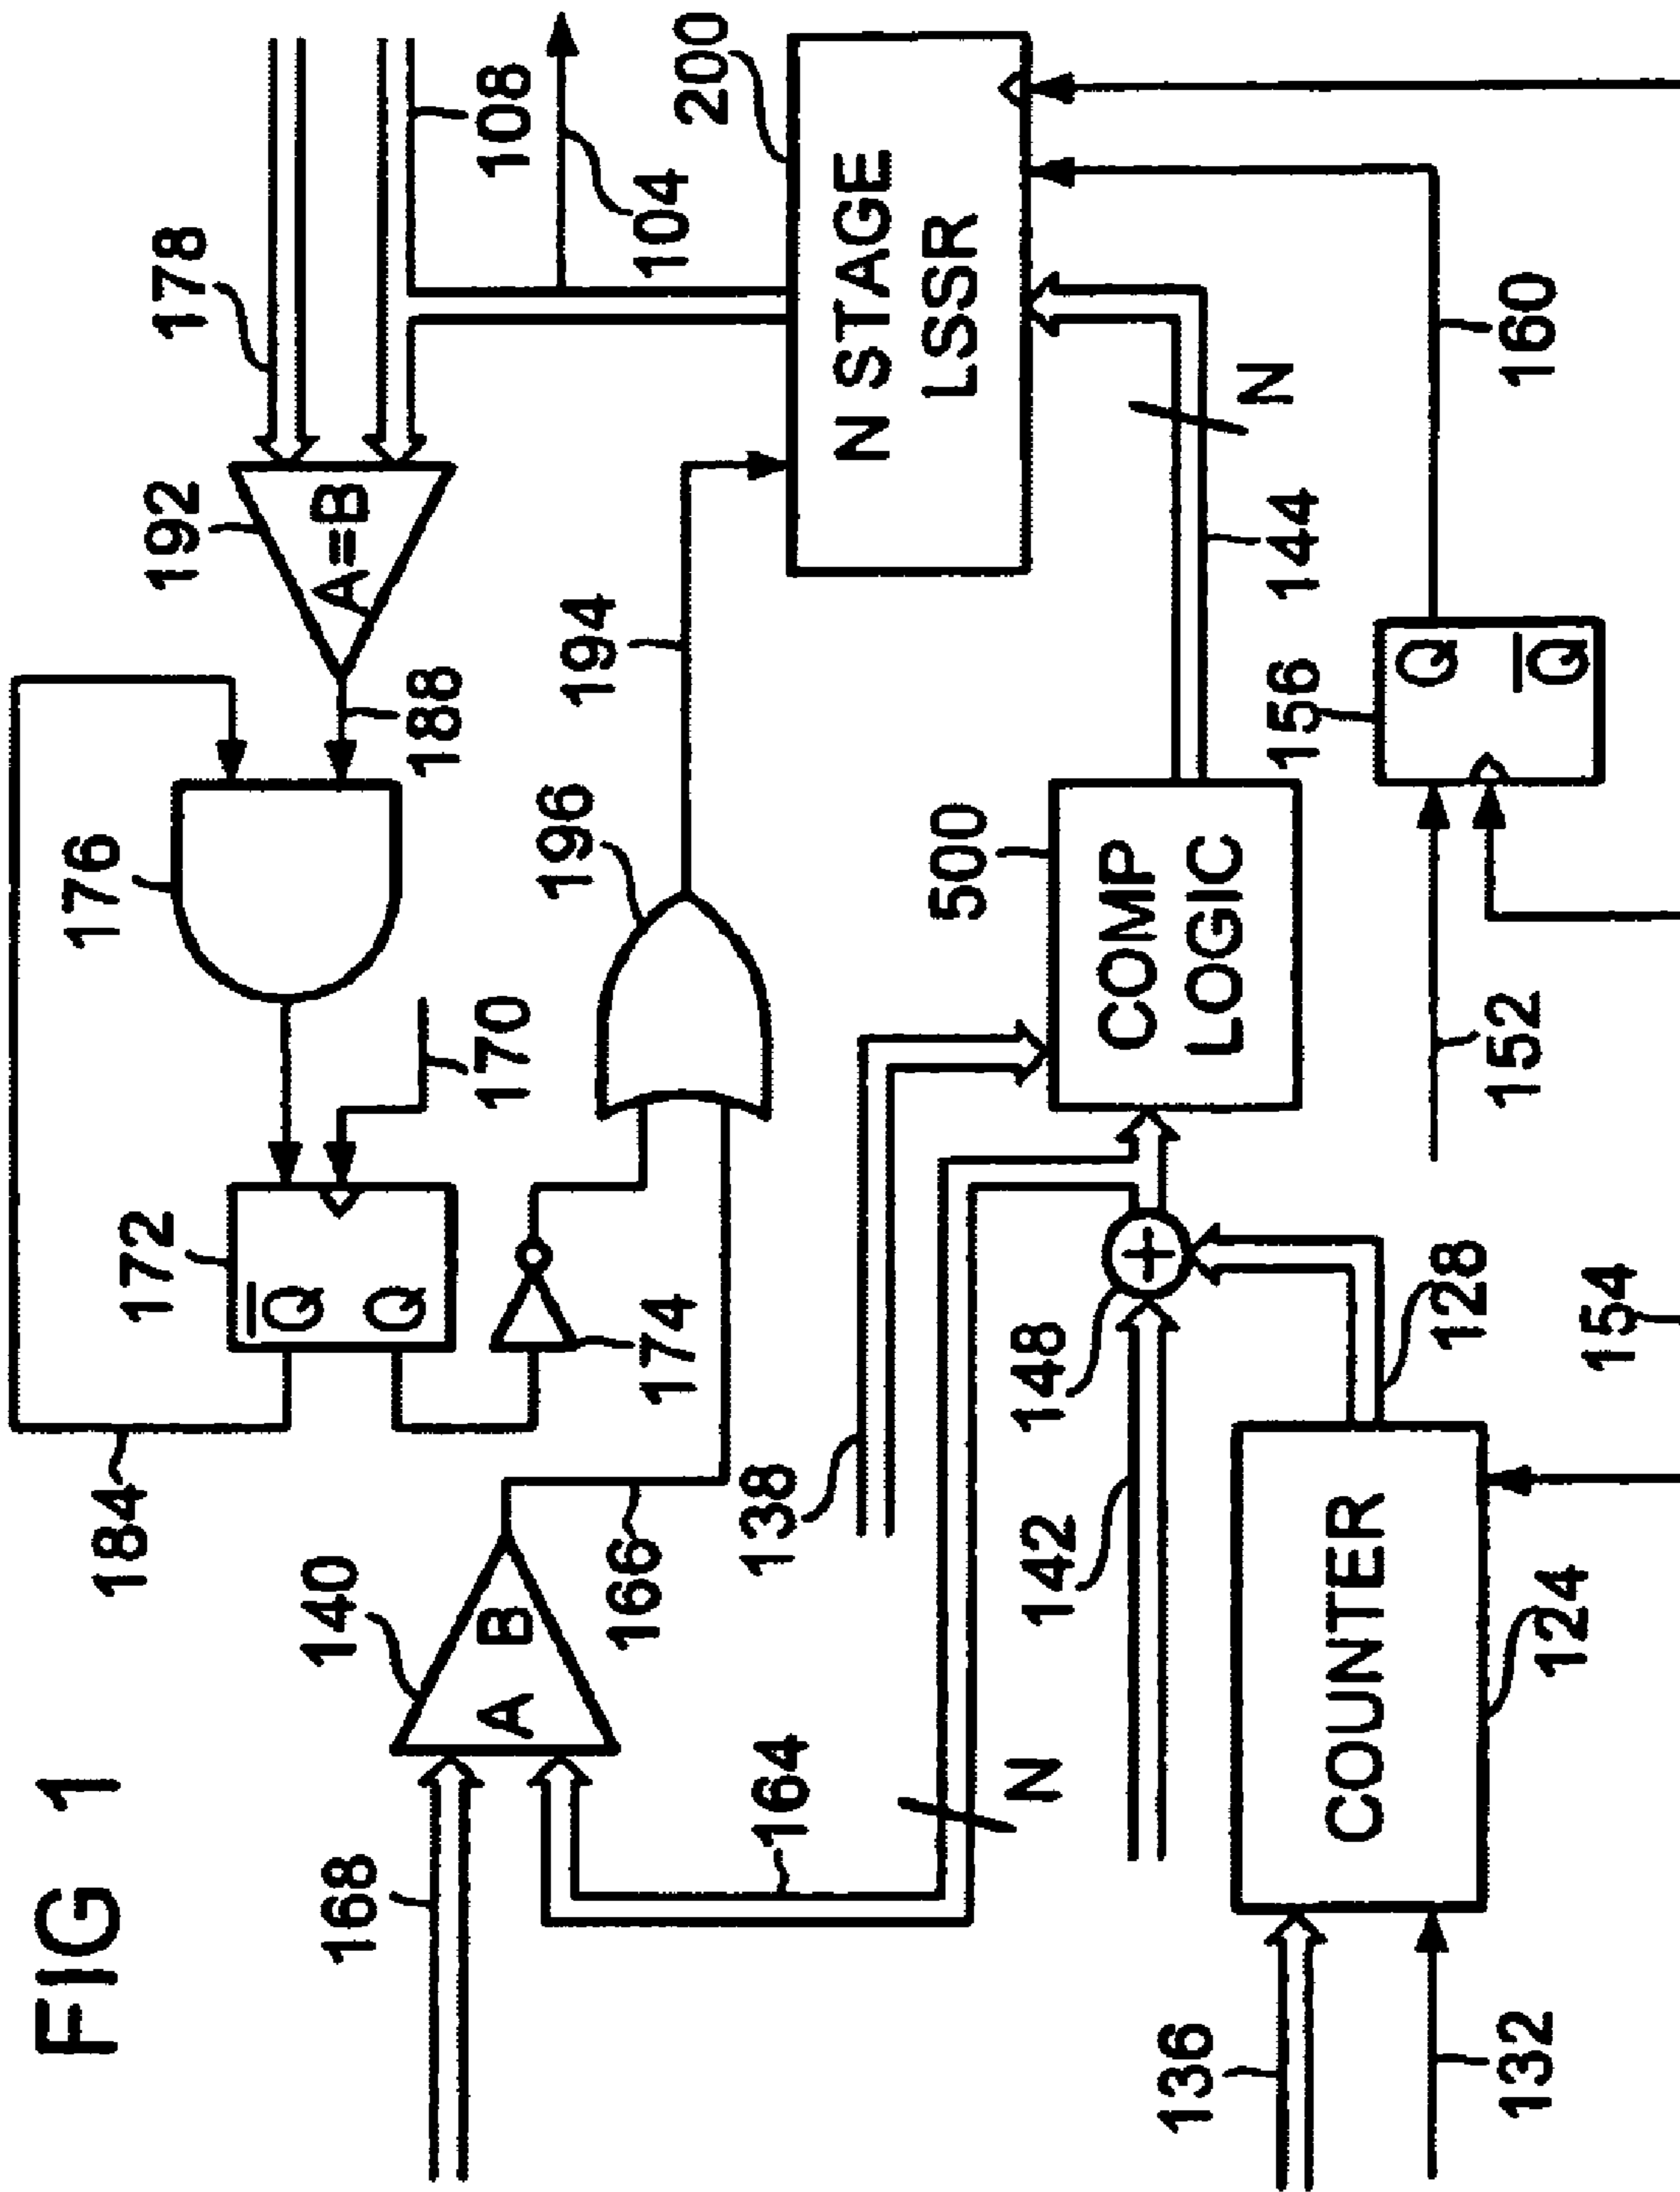 FIG 1
184
172
176
192
178
168
140
A B
Q
Q
170
188
A=B
108
174
166
196
194
104
200
164
138
N
500
N STAGE
LSSR
142
148
COMP
LOGIC
144
N
136
COUNTER
128
152
156
Q
Q
160
132
124
154